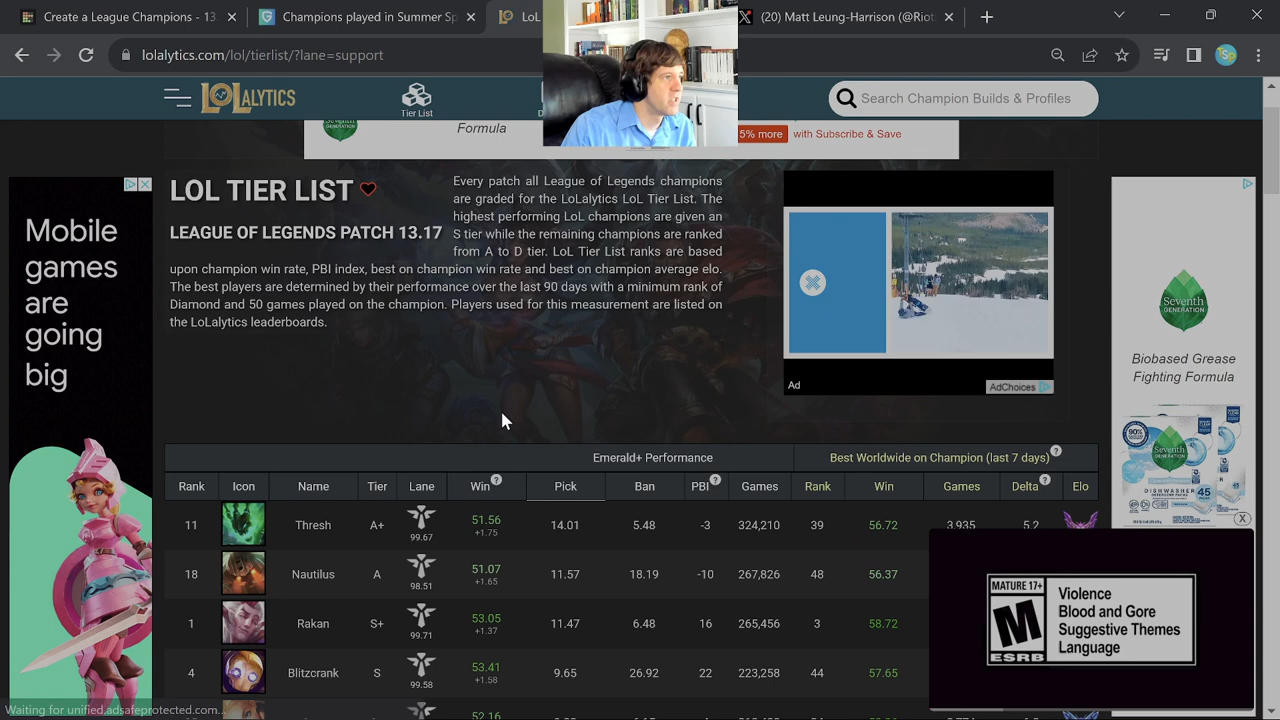 Create a League Champions - 13
Champions played in Summer S
LoL
(20) Matt Leung-Harrison (@Riot
lolalytics.com/lol/tierlist/?lane=support
LOLALYTICS
Tier List
Search Champion Builds & Profiles
Formula
5% more
with Subscribe & Save
Mobile
games
are
going
big
LOL TIER LIST
LEAGUE OF LEGENDS PATCH 13.17
Every patch all League of Legends champions
are graded for the LoLalytics LoL Tier List. The
highest performing LoL champions are given an
S tier while the remaining champions are ranked
from A to D tier. LoL Tier List ranks are based
upon champion win rate, PBI index, best on champion win rate and best on champion average elo.
The best players are determined by their performance over the last 90 days with a minimum rank of
Diamond and 50 games played on the champion. Players used for this measurement are listed on
the LoLalytics leaderboards.
Ad
AdChoices
SEVENTH
GENERATION
Biobased Grease
Fighting Formula
Emerald+ Performance
Best Worldwide on Champion (last 7 days) ?
Rank Icon Name Tier Lane Win ? Pick Ban PBI ? Games Rank Win Games Delta ? Elo
11 Thresh A+ 99.67 51.56 +1.75 14.01 5.48 -3 324,210 39 56.72 3,935 5.2
18 Nautilus A 98.51 51.07 +1.65 11.57 18.19 -10 267,826 48 56.37
1 Rakan S+ 99.71 53.05 +1.37 11.47 6.48 16 265,456 3 58.72
4 Blitzcrank S 99.58 53.41 +1.58 9.65 26.92 22 223,258 44 57.65
52.16
DISHWASHER
45
MATURE 17+
M
ESRB
Violence
Blood and Gore
Suggestive Themes
Language
Waiting for unified.adsafeprotected.com...